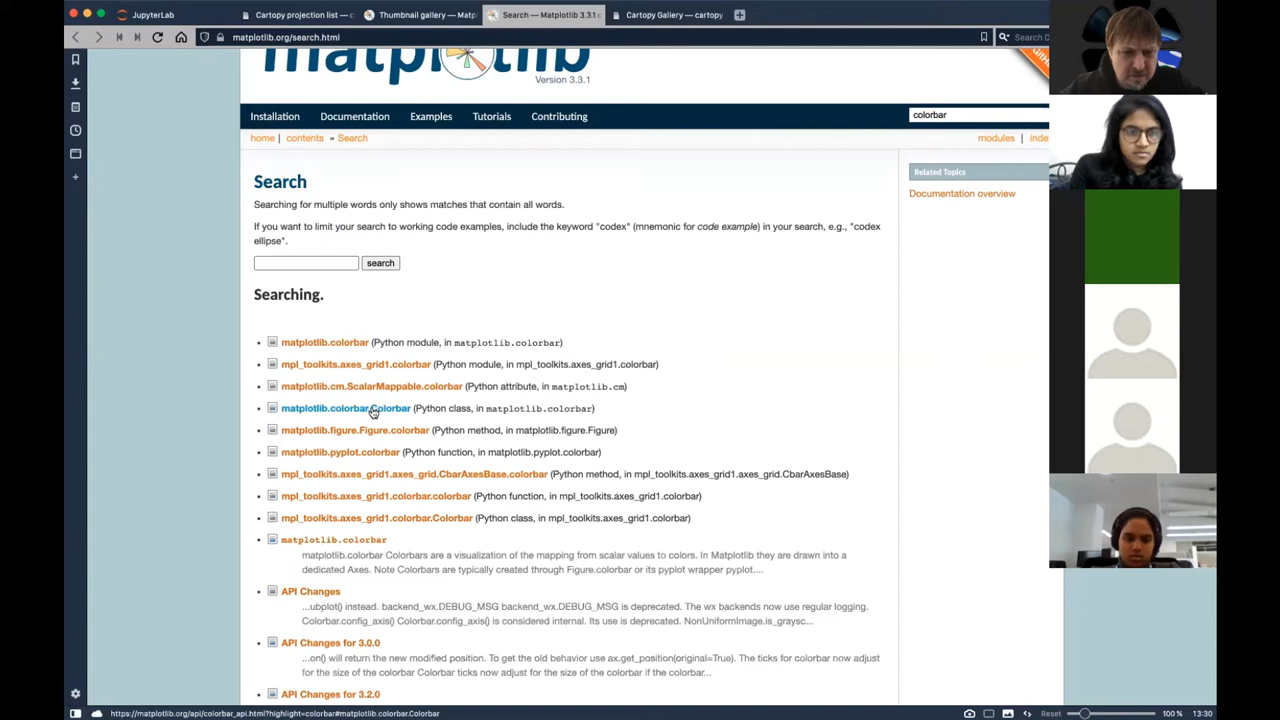 JupyterLab
Cartopy projection list — c
Thumbnail gallery — Matpl
Search — Matplotlib 3.3.1 c
Cartopy Gallery — cartopy
matplotlib.org/search.html
Search D
matplotlib
Version 3.3.1
GitH
Installation
Documentation
Examples
Tutorials
Contributing
colorbar
home | contents » Search
modules | inde
Search
Related Topics
Documentation overview
Searching for multiple words only shows matches that contain all words.
If you want to limit your search to working code examples, include the keyword "codex" (mnemonic for code example) in your search, e.g., "codex
ellipse".
search
Searching.
matplotlib.colorbar (Python module, in matplotlib.colorbar)
mpl_toolkits.axes_grid1.colorbar (Python module, in mpl_toolkits.axes_grid1.colorbar)
matplotlib.cm.ScalarMappable.colorbar (Python attribute, in matplotlib.cm)
matplotlib.colorbar.Colorbar (Python class, in matplotlib.colorbar)
matplotlib.figure.Figure.colorbar (Python method, in matplotlib.figure.Figure)
matplotlib.pyplot.colorbar (Python function, in matplotlib.pyplot.colorbar)
mpl_toolkits.axes_grid1.axes_grid.CbarAxesBase.colorbar (Python method, in mpl_toolkits.axes_grid1.axes_grid.CbarAxesBase)
mpl_toolkits.axes_grid1.colorbar.colorbar (Python function, in mpl_toolkits.axes_grid1.colorbar)
mpl_toolkits.axes_grid1.colorbar.Colorbar (Python class, in mpl_toolkits.axes_grid1.colorbar)
matplotlib.colorbar
matplotlib.colorbar Colorbars are a visualization of the mapping from scalar values to colors. In Matplotlib they are drawn into a
dedicated Axes. Note Colorbars are typically created through Figure.colorbar or its pyplot wrapper pyplot....
API Changes
...ubplot() instead. backend_wx.DEBUG_MSG backend_wx.DEBUG_MSG is deprecated. The wx backends now use regular logging.
Colorbar.config_axis() Colorbar.config_axis() is considered internal. Its use is deprecated. NonUniformImage.is_graysc...
API Changes for 3.0.0
...on() will return the new modified position. To get the old behavior use ax.get_position(original=True). The ticks for colorbar now adjust
for the size of the colorbar Colorbar ticks now adjust for the size of the colorbar if the colorbar...
API Changes for 3.2.0
https://matplotlib.org/api/colorbar_api.html?highlight=colorbar#matplotlib.colorbar.Colorbar
Reset
100 %
13:30